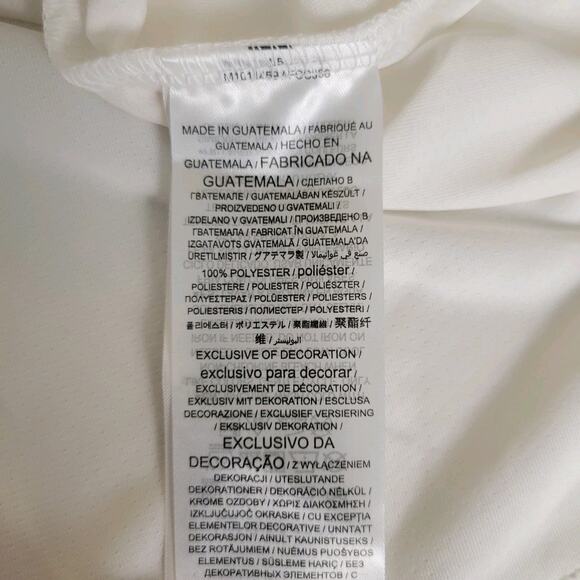 MADE IN GUATEMALA / FABRIQUÉ AU
GUATEMALA / HECHO EN
GUATEMALA / FABRICADO NA
GUATEMALA / СДЕЛАНО В
ГВАТЕМАЛЕ / GUATEMALÁBAN KÉSZÜLT /
PROIZVEDENO U GVATEMALI /
IZDELANO V GVATEMALI / ПРОИЗВЕДЕНО В
ГВАТЕМАЛА / FABRICAT ÎN GUATEMALA /
IZGATAVOTS GVATEMALĀ / GUATEMALA'DA
ÜRETİLMİŞTİR / グアテマラ製 / صنع في غواتيمالا
100% POLYESTER / poliéster /
POLIESTERE / POLIESTER / POLIÉSZTER /
ΠΟΛΥΕΣΤΕΡΑΣ / POLÜESTER / POLIESTERS /
POLIESTERIS / ПОЛИЕСТЕР / POLYESTERI /
폴리에스터 / ポリエステル / 聚酯纖維 / 聚酯纤
维 / البوليستر /
EXCLUSIVE OF DECORATION /
exclusivo para decorar /
EXCLUSIVEMENT DE DÉCORATION /
EXKLUSIV MIT DEKORATION / ESCLUSA
DECORAZIONE / EXCLUSIEF VERSIERING
/ EKSKLUSIV DEKORATION /
EXCLUSIVO DA
DECORAÇÃO / Z WYŁĄCZENIEM
DEKORACJI / UTESLUTANDE
DEKORATIONER / DEKORÁCIÓ NÉLKÜL /
KROME OZDOBY / ΧΩΡΙΣ ΔΙΑΚΟΣΜΗΣΗ /
IZKLJUČUJOČ OKRASKE / CU EXCEPȚIA
ELEMENTELOR DECORATIVE / UNNTATT
DEKORASJON / AINULT KAUNISTUSEKS /
BEZ ROTĀJUMIEM / NUĖMUS PUOŠYBOS
ELEMENTUS / SÜSLEME HARİÇ / БЕЗ
ДЕКОРАТИВНЫХ ЭЛЕМЕНТОВ / С